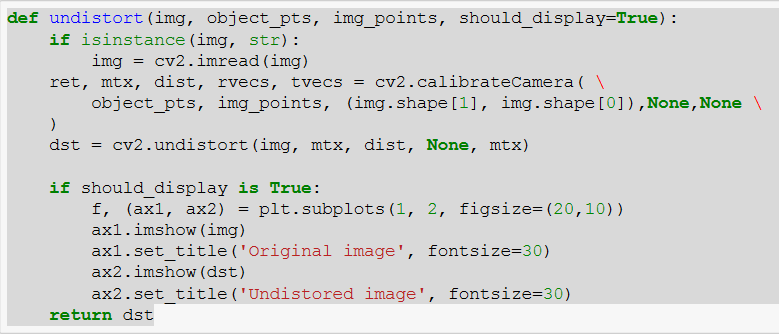 def undistort(img, object_pts, img_points, should_display=True):
    if isinstance(img, str):
        img = cv2.imread(img)
    ret, mtx, dist, rvecs, tvecs = cv2.calibrateCamera( \
        object_pts, img_points, (img.shape[1], img.shape[0]),None,None \
    )
    dst = cv2.undistort(img, mtx, dist, None, mtx)

    if should_display is True:
        f, (ax1, ax2) = plt.subplots(1, 2, figsize=(20,10))
        ax1.imshow(img)
        ax1.set_title('Original image', fontsize=30)
        ax2.imshow(dst)
        ax2.set_title('Undistored image', fontsize=30)
    return dst